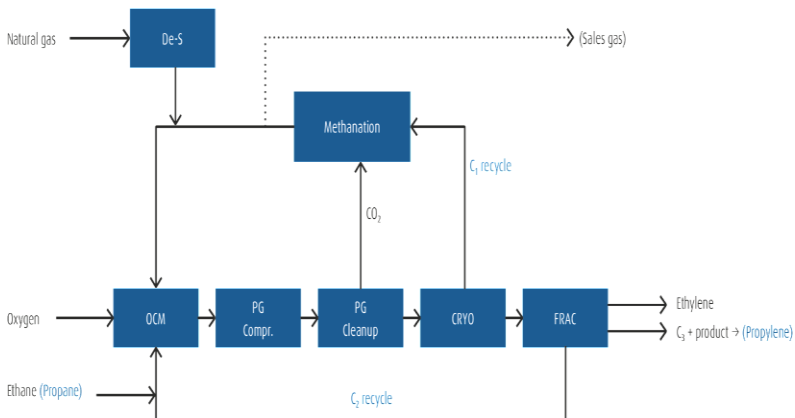 Natural gas
De-S
(Sales gas)
Methanation
C₁ recycle
CO₂
Oxygen
OCM
PG
Compr.
PG
Cleanup
CRYO
FRAC
Ethylene
C₃ + product → (Propylene)
Ethane (Propane)
C₂ recycle